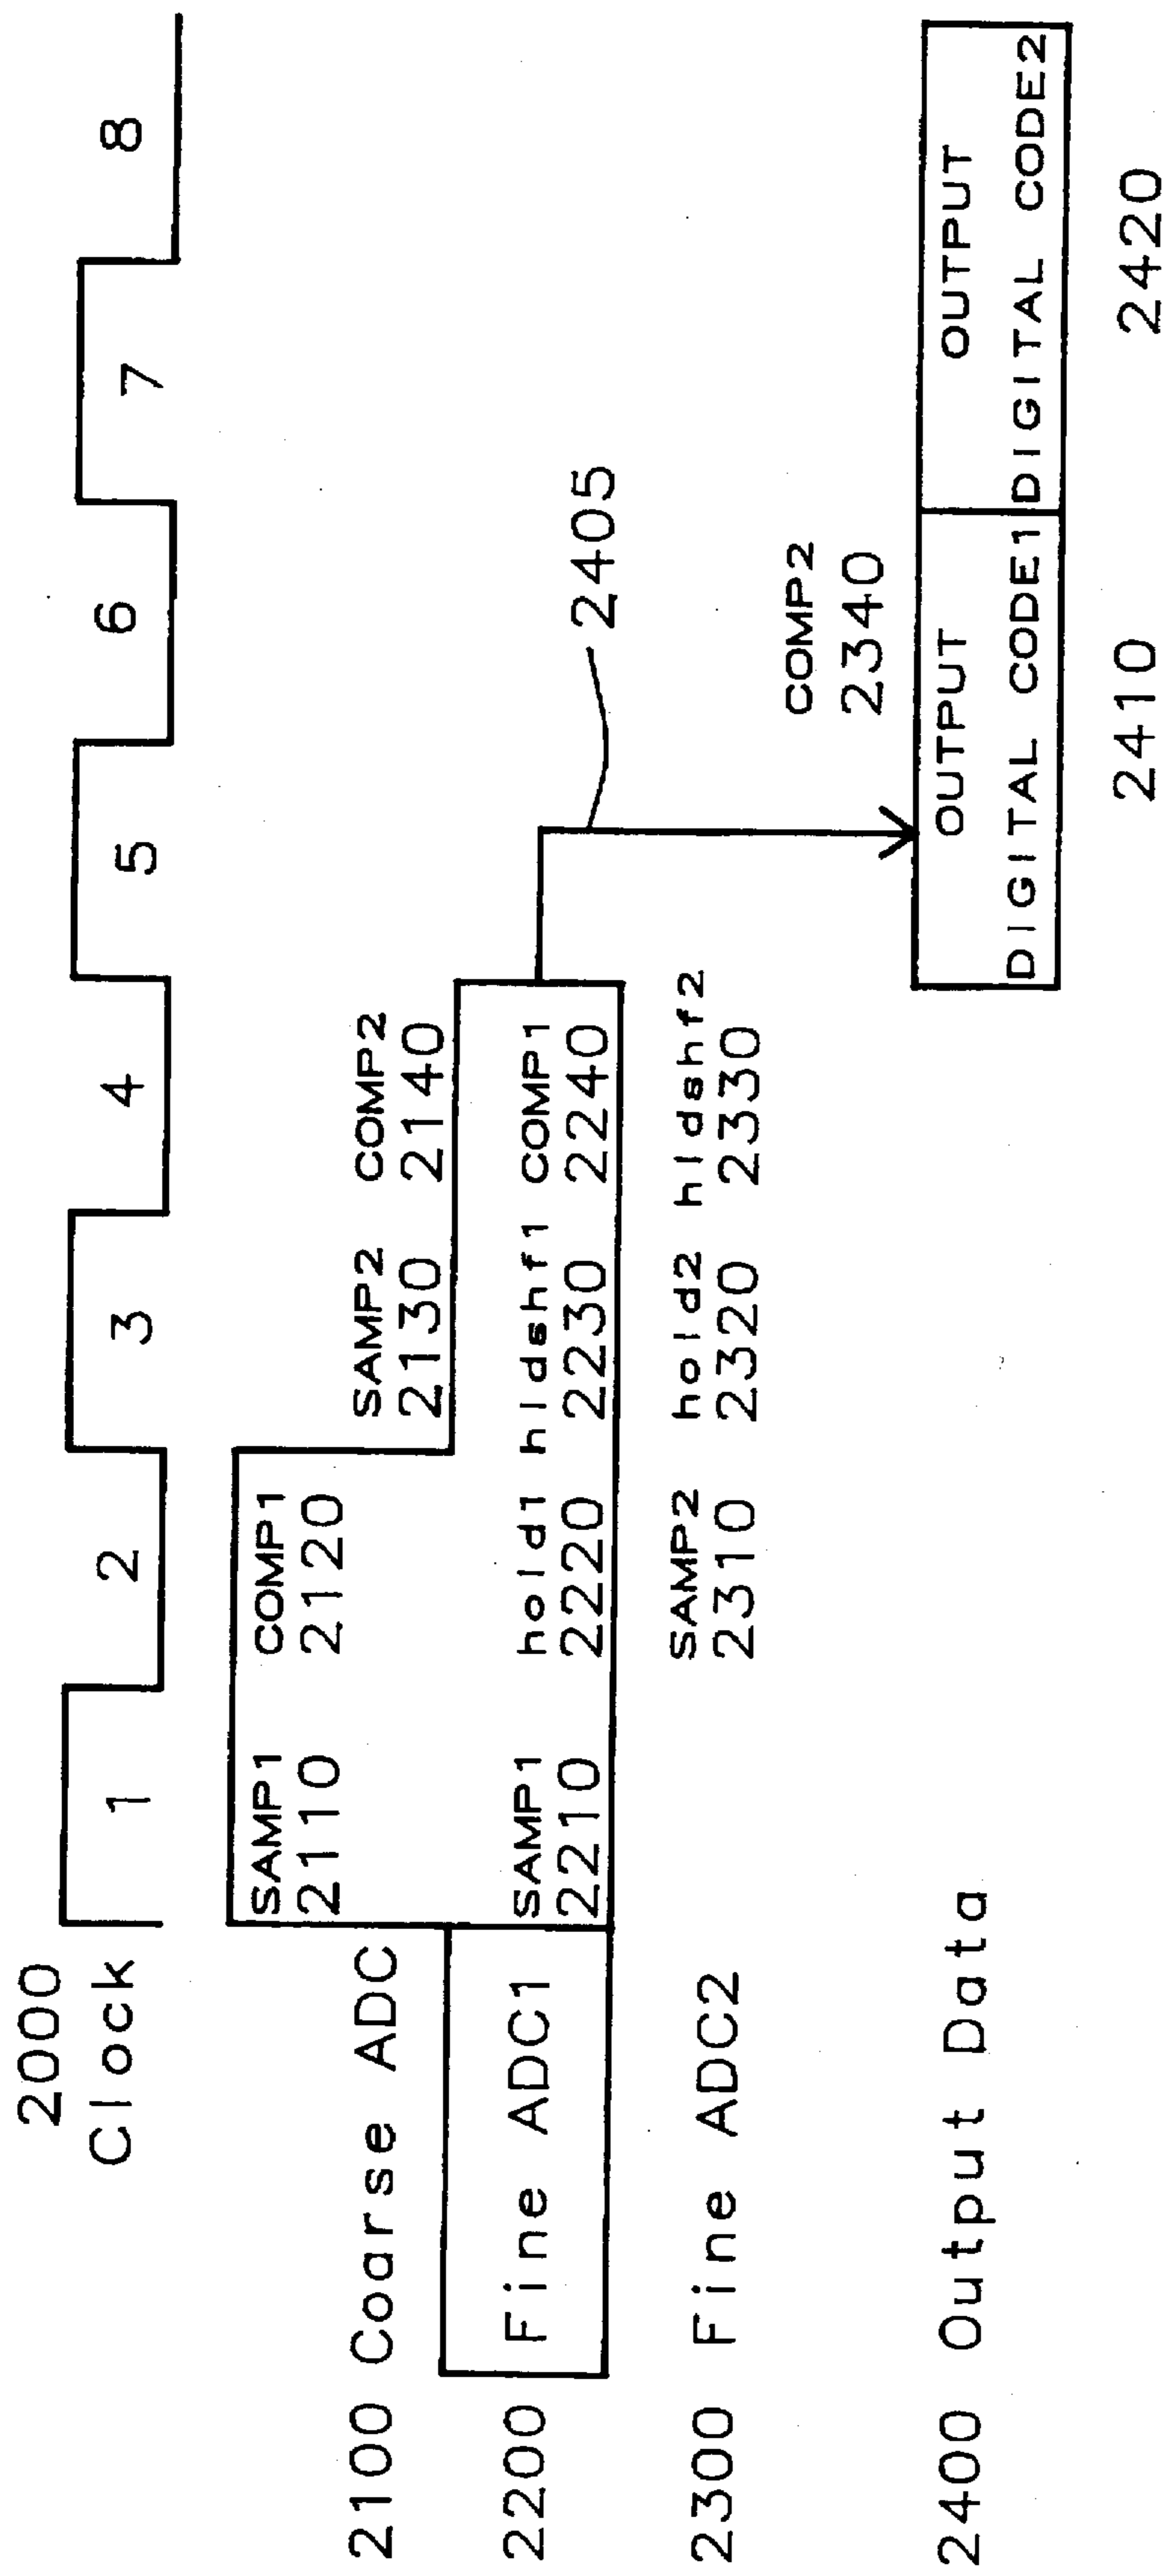 2000
Clock
1 2 3 4 5 6 7 8
SAMP1 COMP1
2110 2120
2100 Coarse ADC
SAMP2 COMP2
2130 2140
2200 Fine ADC1
SAMP1 hold1 hldshf1 COMP1
2210 2220 2230 2240
2405
2300 Fine ADC2
SAMP2 hold2 hldshf2
2310 2320 2330
COMP2
2340
2400 Output Data
OUTPUT
DIGITAL CODE1
OUTPUT
DIGITAL CODE2
2410 2420